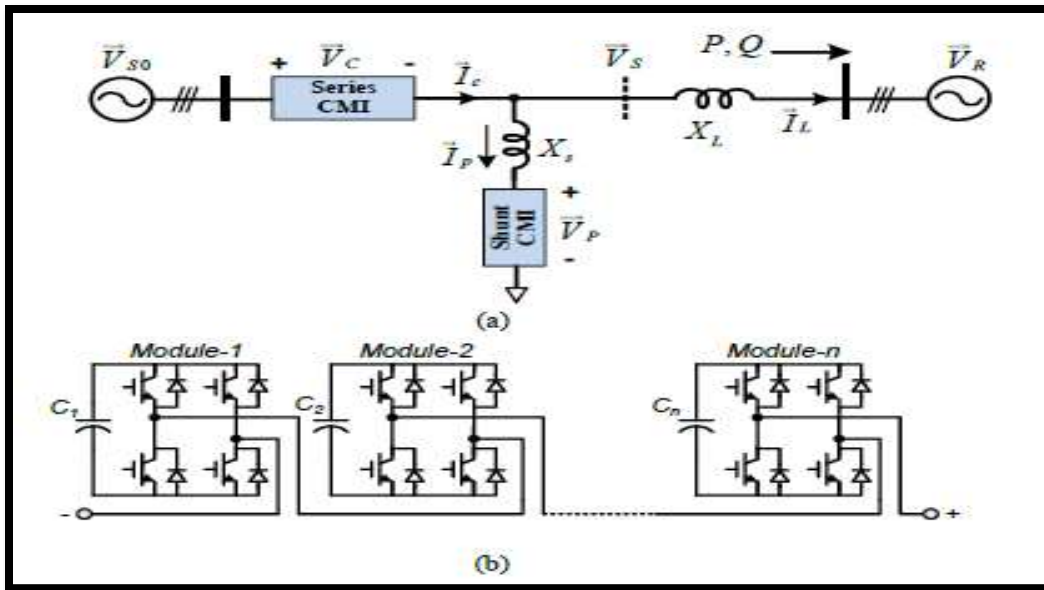 V_S0
+ V_C -
Series
CMI
I_c
V_S
P, Q
V_R
I_P
X_s
X_L
I_L
Shunt
CMI
+
V_P
-
(a)
Module-1
Module-2
Module-n
C_1
C_2
C_n
-
+
(b)